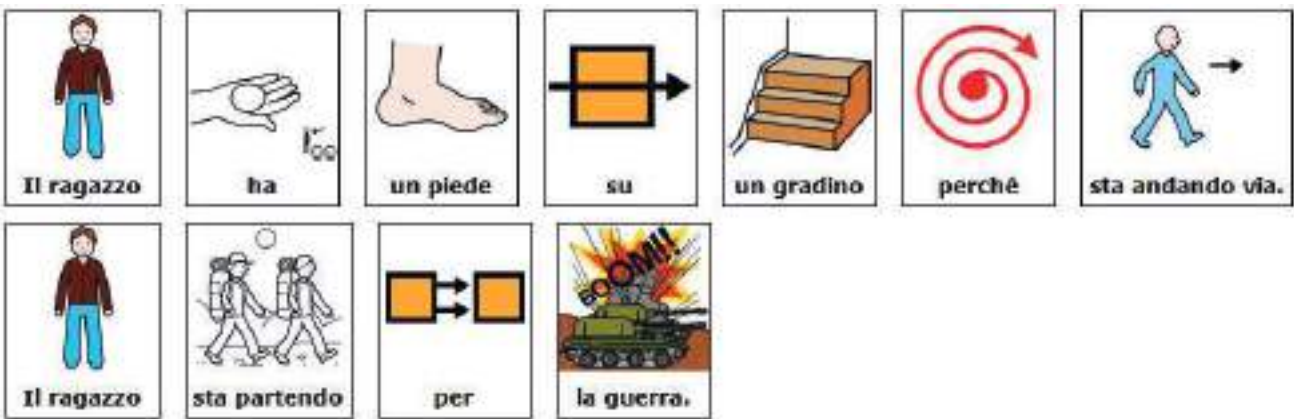 Il ragazzo ha un piede su un gradino perché sta andando via.
BOOM!!
Il ragazzo sta partendo per la guerra.